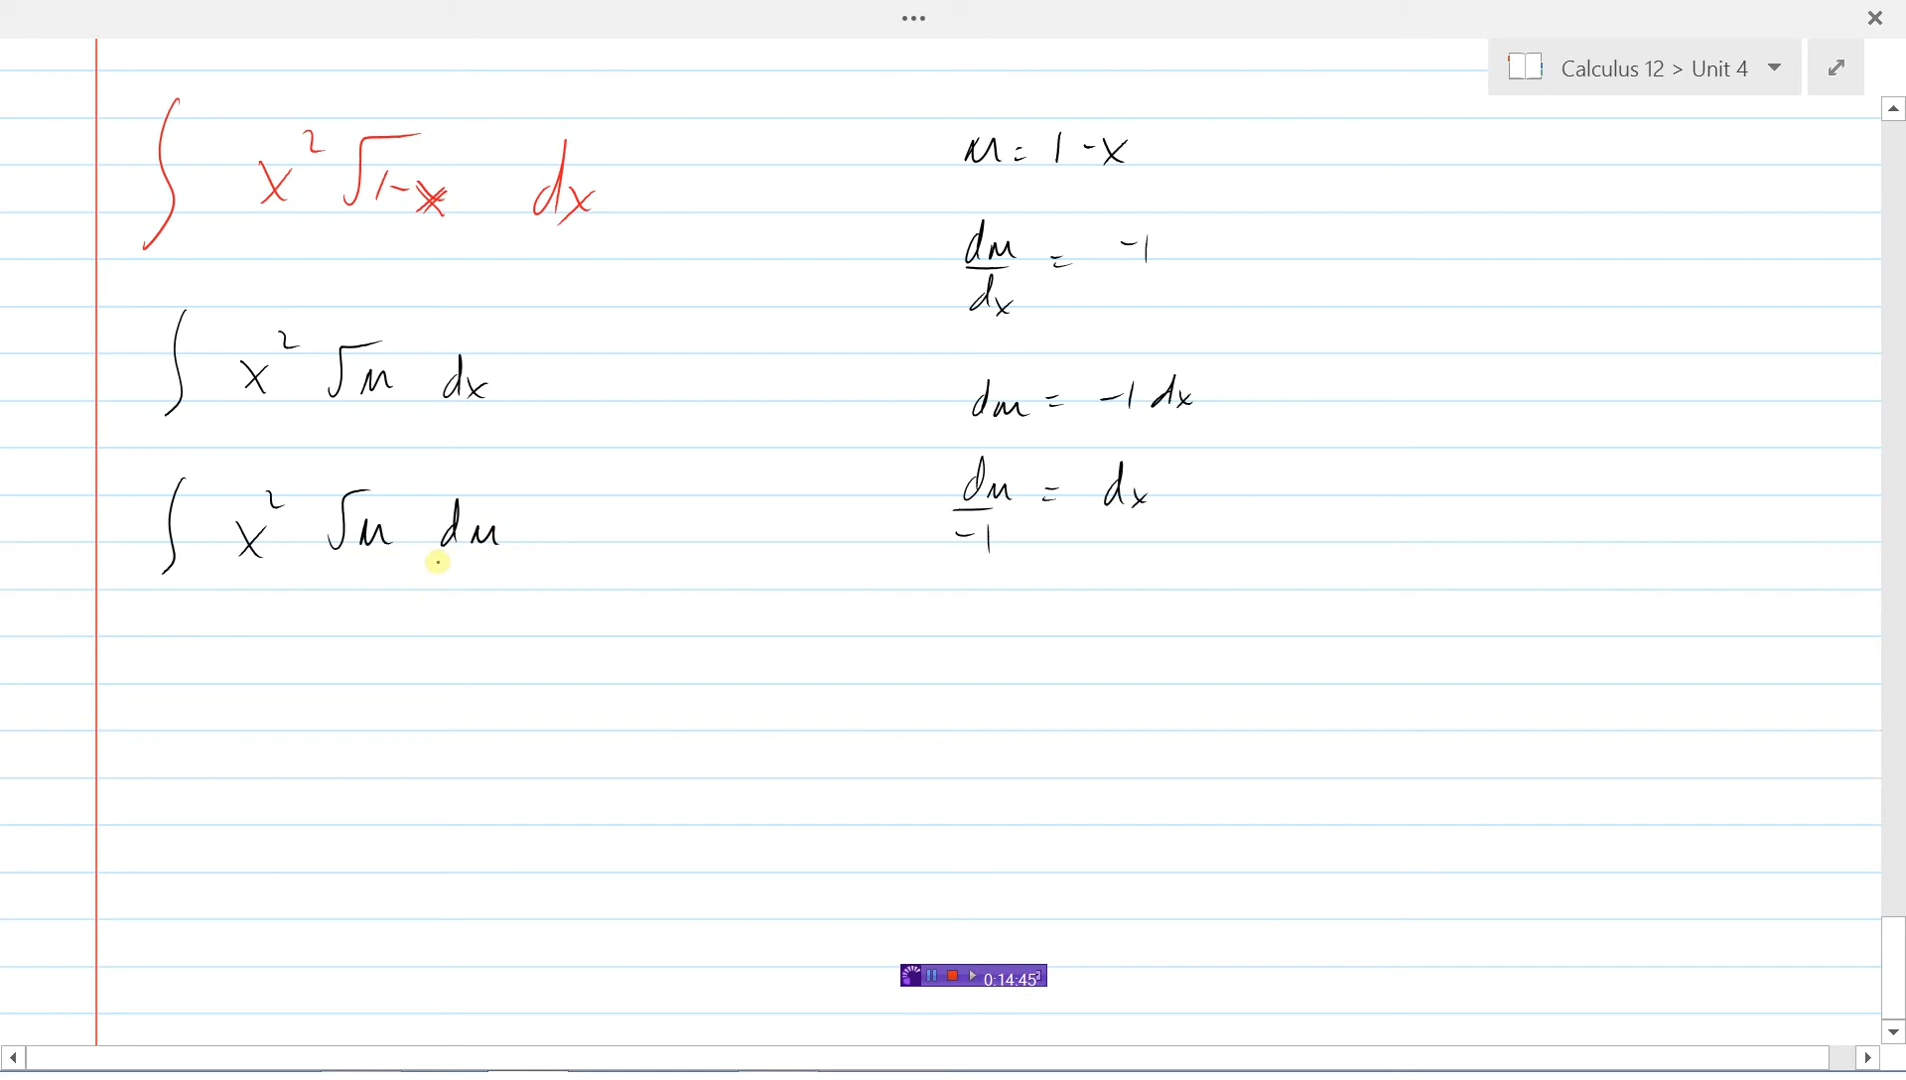 Calculus 12 > Unit 4
∫ x² √1-x dx
u = 1-x
du/dx = -1
∫ x² √u dx
du = -1 dx
du/-1 = dx
∫ x² √u du
0:14:45